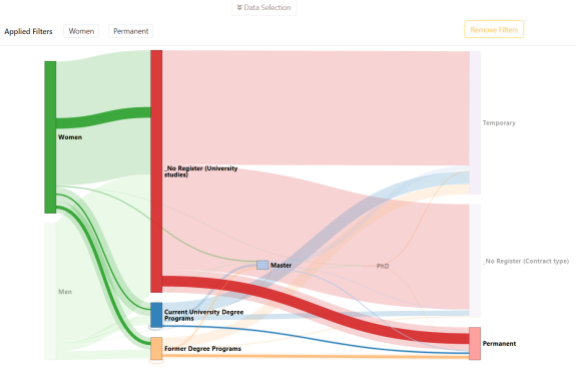 Data Selection
Applied Filters
Women
Permanent
Remove Filters
Women
_No Register (University
studies)
Temporary
_No Register (Contract type)
Men
Master
PhD
Current University Degree
Programs
Former Degree Programs
Permanent